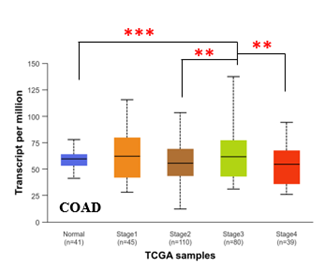 ***
**
**
Transcript per million
150
125
100
75
50
25
0
COAD
Normal
(n=41)
Stage1
(n=45)
Stage2
(n=110)
Stage3
(n=80)
Stage4
(n=39)
TCGA samples